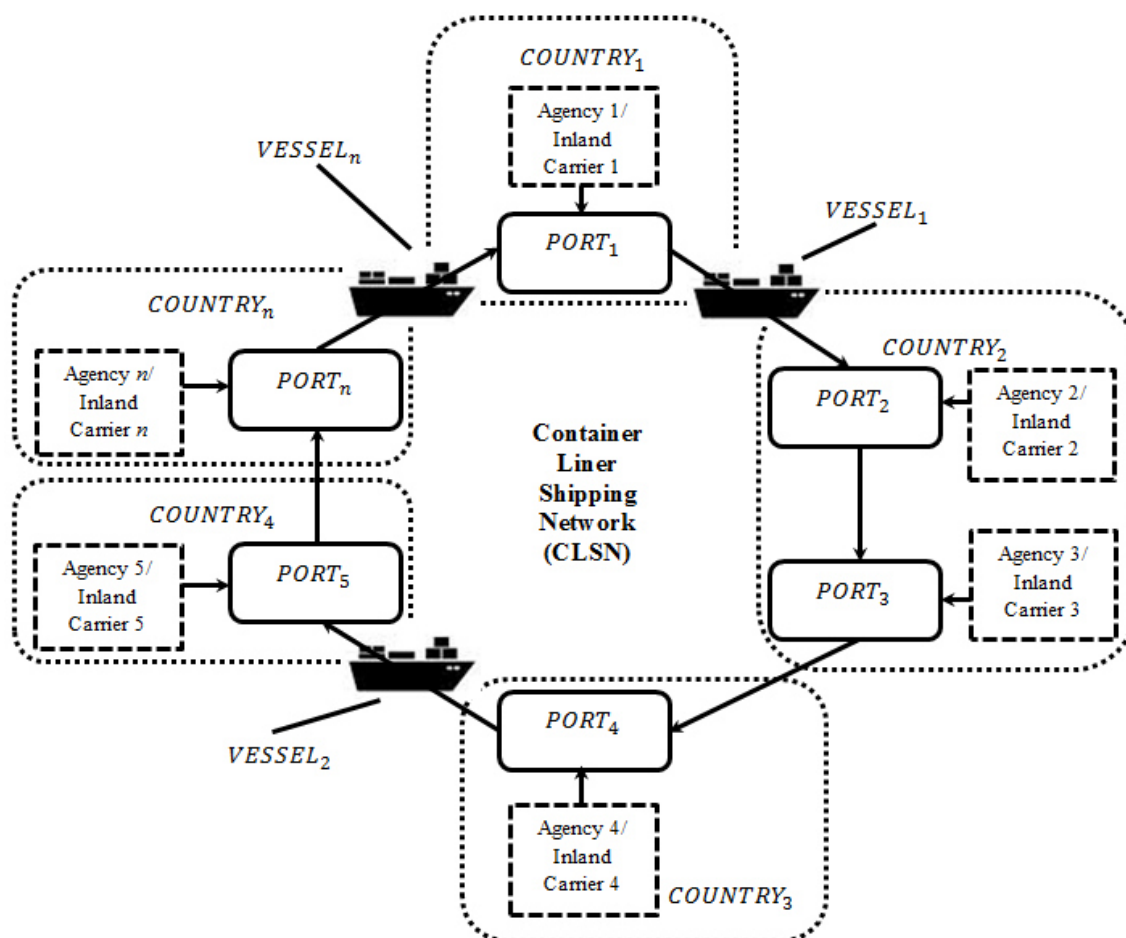 COUNTRY₁
Agency 1/
Inland
Carrier 1
VESSELₙ
VESSEL₁
PORT₁
COUNTRYₙ
COUNTRY₂
Agency n/
Inland
Carrier n
PORTₙ
PORT₂
Agency 2/
Inland
Carrier 2
Container
Liner
Shipping
Network
(CLSN)
COUNTRY₄
Agency 5/
Inland
Carrier 5
PORT₅
PORT₃
Agency 3/
Inland
Carrier 3
PORT₄
VESSEL₂
Agency 4/
Inland
Carrier 4
COUNTRY₃